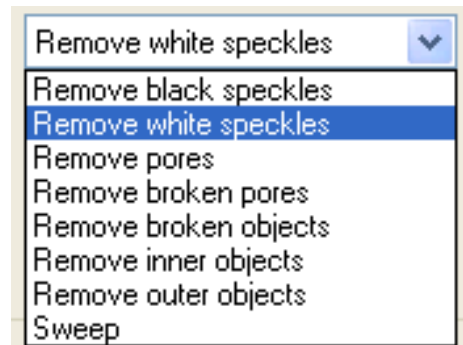 Remove white speckles
Remove black speckles
Remove white speckles
Remove pores
Remove broken pores
Remove broken objects
Remove inner objects
Remove outer objects
Sweep